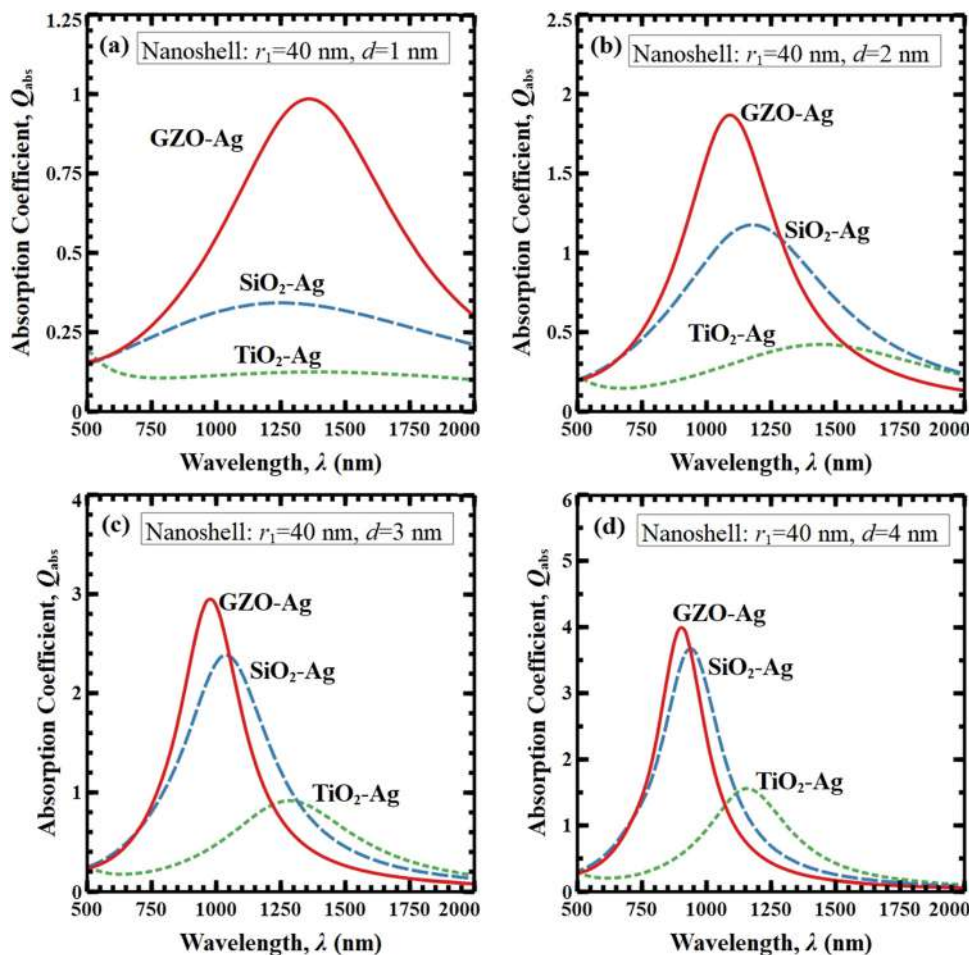 (a)
Nanoshell: r₁=40 nm, d=1 nm
Absorption Coefficient, Qabs
1.25
1
0.75
0.5
0.25
0
GZO-Ag
SiO₂-Ag
TiO₂-Ag
500 750 1000 1250 1500 1750 2000
Wavelength, λ (nm)
(b)
Nanoshell: r₁=40 nm, d=2 nm
Absorption Coefficient, Qabs
2.5
2
1.5
1
0.5
0
GZO-Ag
SiO₂-Ag
TiO₂-Ag
500 750 1000 1250 1500 1750 2000
Wavelength, λ (nm)
(c)
Nanoshell: r₁=40 nm, d=3 nm
Absorption Coefficient, Qabs
4
3
2
1
0
GZO-Ag
SiO₂-Ag
TiO₂-Ag
500 750 1000 1250 1500 1750 2000
Wavelength, λ (nm)
(d)
Nanoshell: r₁=40 nm, d=4 nm
Absorption Coefficient, Qabs
6
5
4
3
2
1
0
GZO-Ag
SiO₂-Ag
TiO₂-Ag
500 750 1000 1250 1500 1750 2000
Wavelength, λ (nm)